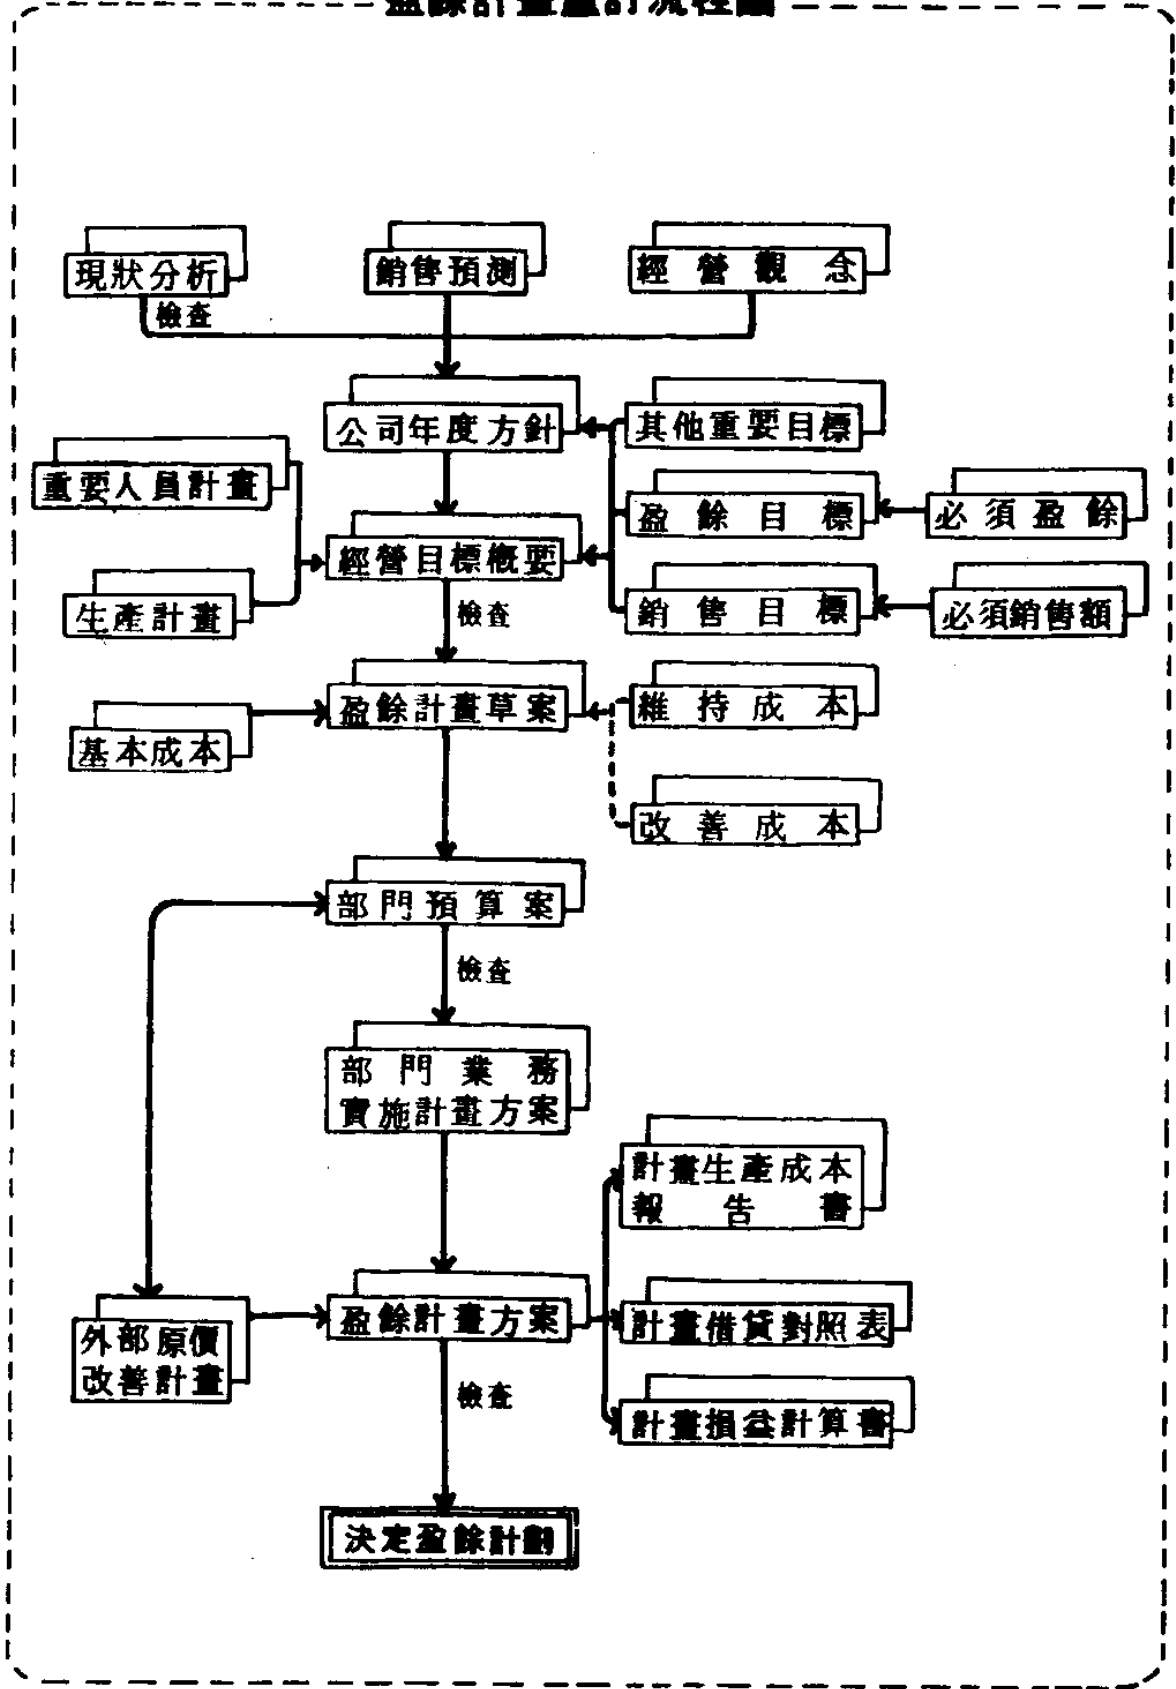 現狀分析
銷售預測
經營觀念
檢查
公司年度方針
其他重要目標
重要人員計畫
盈餘目標
必須盈餘
經營目標概要
生產計畫
檢查
銷售目標
必須銷售額
盈餘計畫草案
維持成本
基本成本
改善成本
部門預算案
檢查
部門業務
實施計畫方案
計畫生產成本
報告書
盈餘計畫方案
計畫借貸對照表
外部原價
改善計畫
檢查
計畫損益計算書
決定盈餘計劃